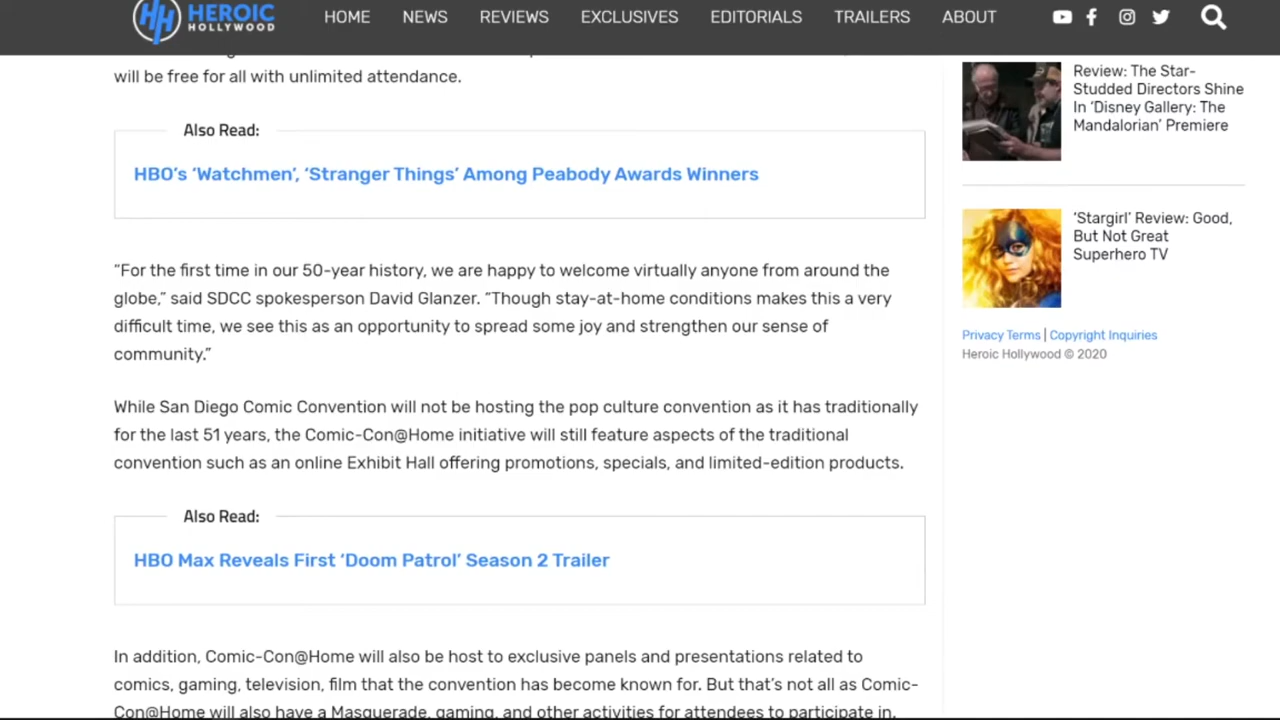 HEROIC
HOLLYWOOD
HOME NEWS REVIEWS EXCLUSIVES EDITORIALS TRAILERS ABOUT
will be free for all with unlimited attendance.
Also Read:
HBO's 'Watchmen', 'Stranger Things' Among Peabody Awards Winners
“For the first time in our 50-year history, we are happy to welcome virtually anyone from around the
globe,” said SDCC spokesperson David Glanzer. “Though stay-at-home conditions makes this a very
difficult time, we see this as an opportunity to spread some joy and strengthen our sense of
community.”
While San Diego Comic Convention will not be hosting the pop culture convention as it has traditionally
for the last 51 years, the Comic-Con@Home initiative will still feature aspects of the traditional
convention such as an online Exhibit Hall offering promotions, specials, and limited-edition products.
Also Read:
HBO Max Reveals First ‘Doom Patrol’ Season 2 Trailer
In addition, Comic-Con@Home will also be host to exclusive panels and presentations related to
comics, gaming, television, film that the convention has become known for. But that’s not all as Comic-
Con@Home will also have a Masquerade, gaming, and other activities for attendees to participate in.
Review: The Star-
Studded Directors Shine
In ‘Disney Gallery: The
Mandalorian’ Premiere
‘Stargirl’ Review: Good,
But Not Great
Superhero TV
Privacy Terms | Copyright Inquiries
Heroic Hollywood © 2020